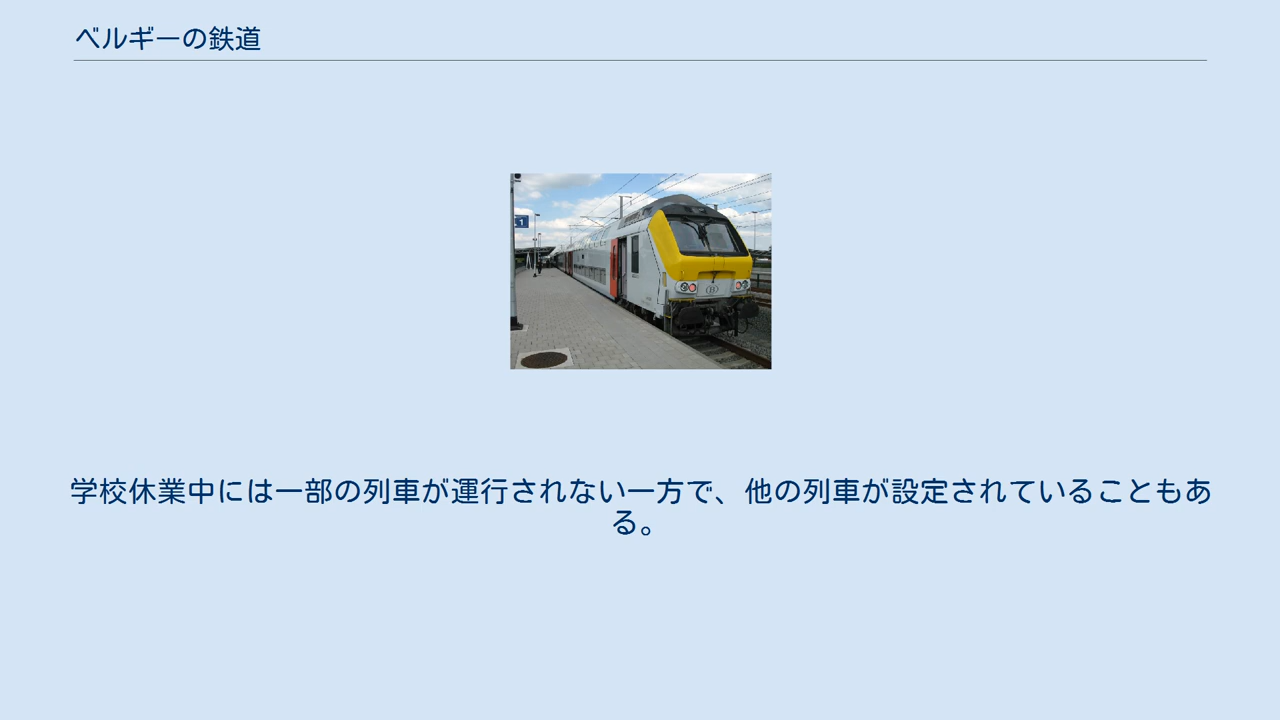 ベルギーの鉄道
1
学校休業中には一部の列車が運行されない一方で、他の列車が設定されていることもあ
る。